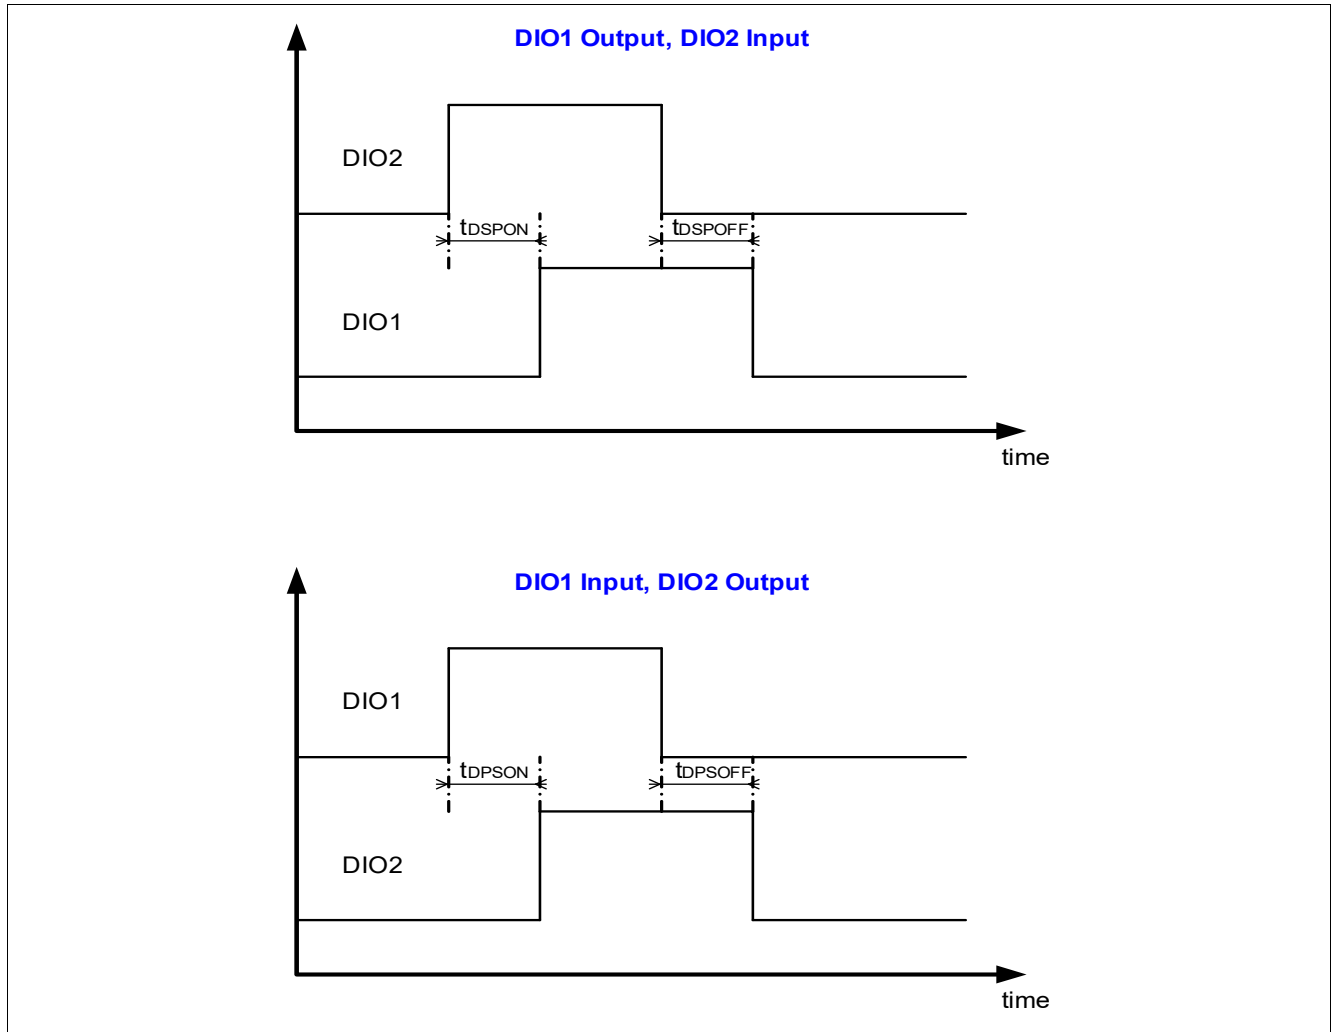 DIO1 Output, DIO2 Input
DIO2
tDSPON
tDSPOFF
DIO1
time
DIO1 Input, DIO2 Output
DIO1
tDPSON
tDPSOFF
DIO2
time